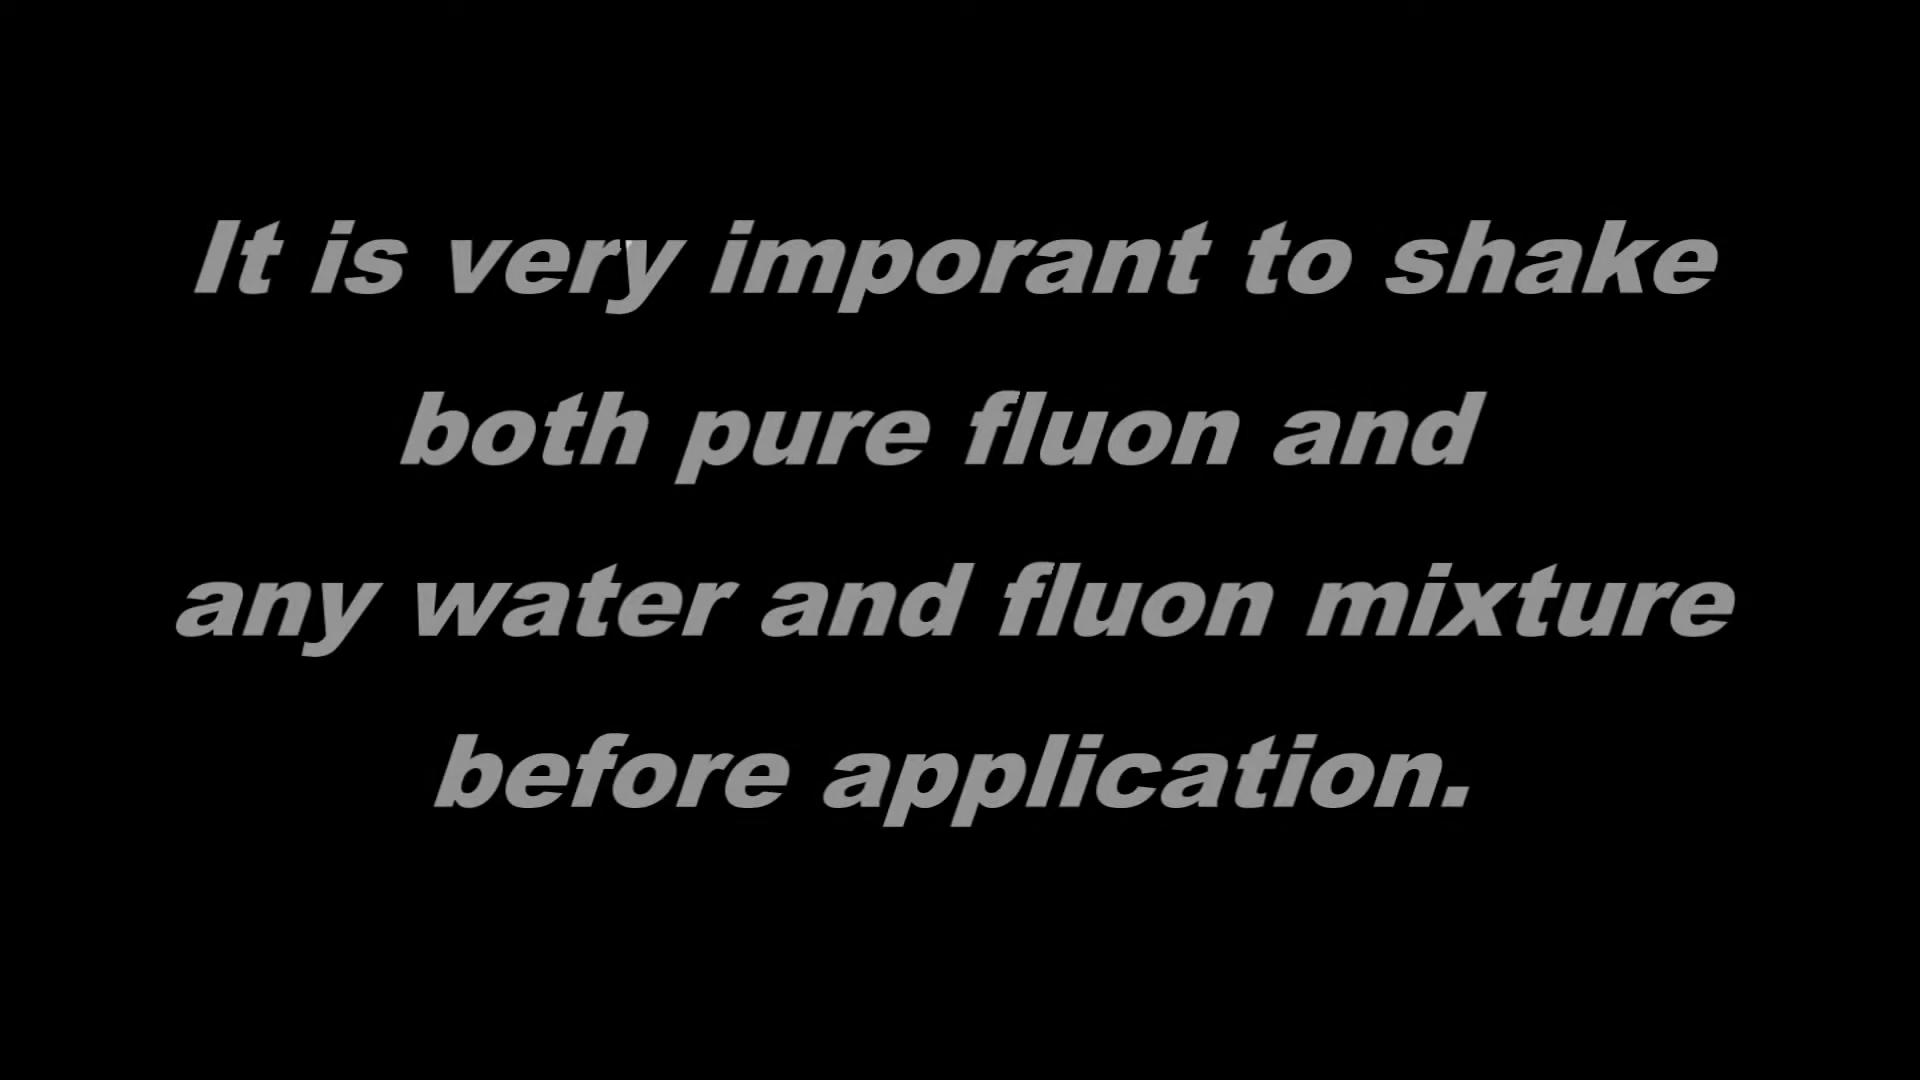 It is very imporant to shake
both pure fluon and
any water and fluon mixture
before application.